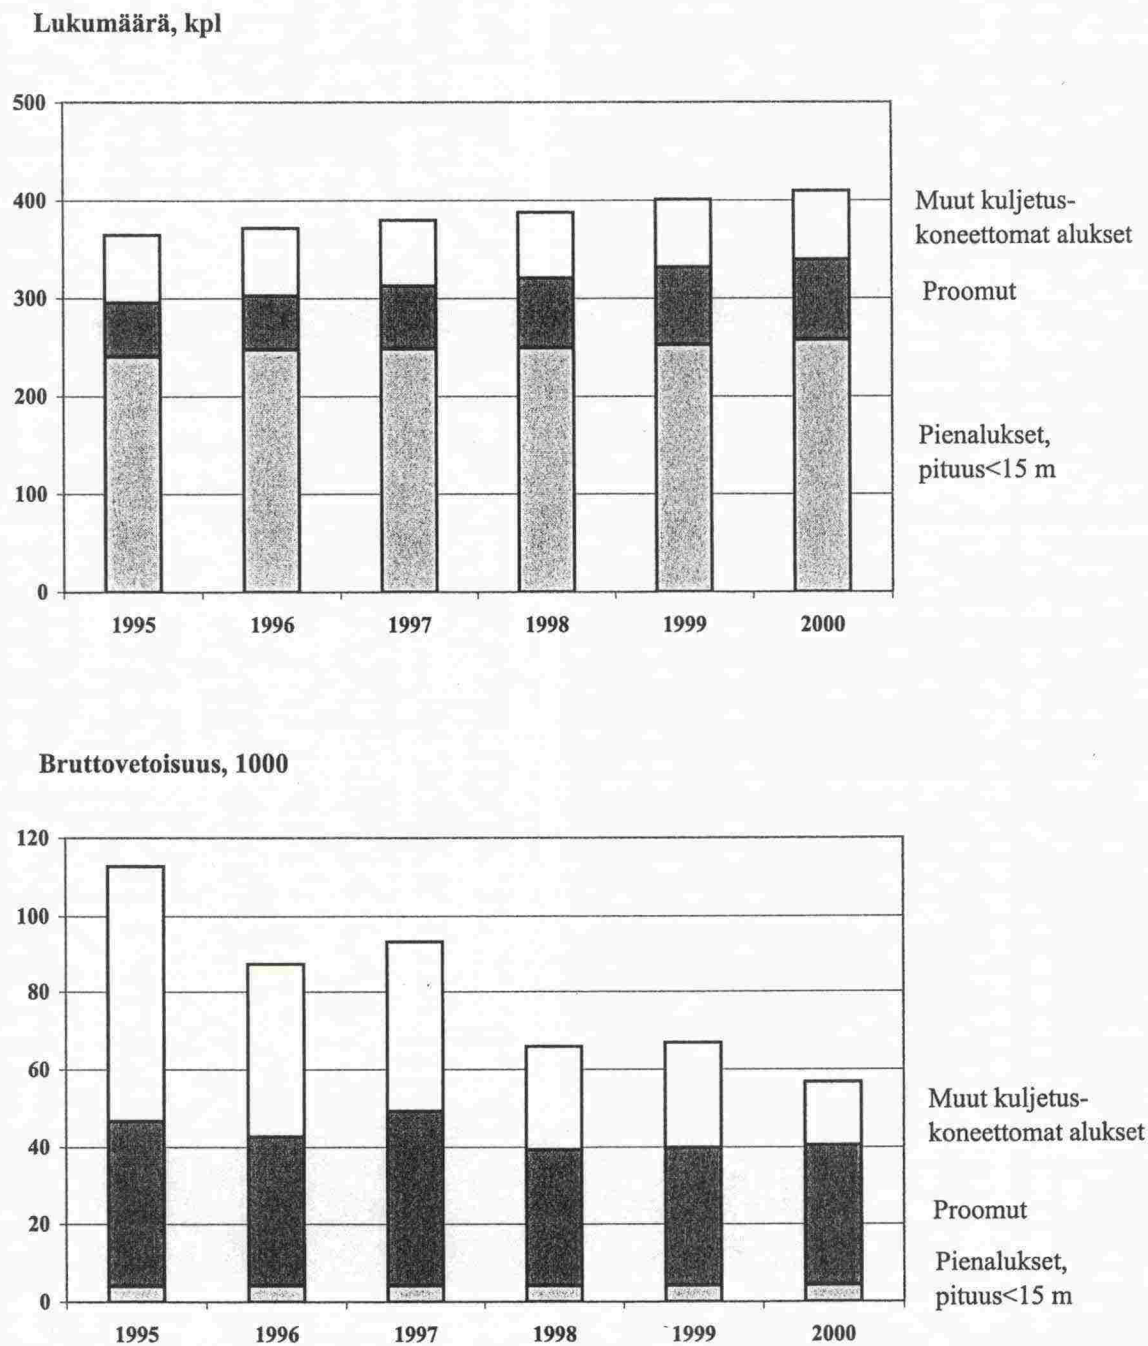 Lukumäärä, kpl
500
400
300
200
100
0
1995 1996 1997 1998 1999 2000
Muut kuljetus-
koneettomat alukset
Proomut
Pienalukset,
pituus<15 m
Bruttovetoisuus, 1000
120
100
80
60
40
20
0
1995 1996 1997 1998 1999 2000
Muut kuljetus-
koneettomat alukset
Proomut
Pienalukset,
pituus<15 m